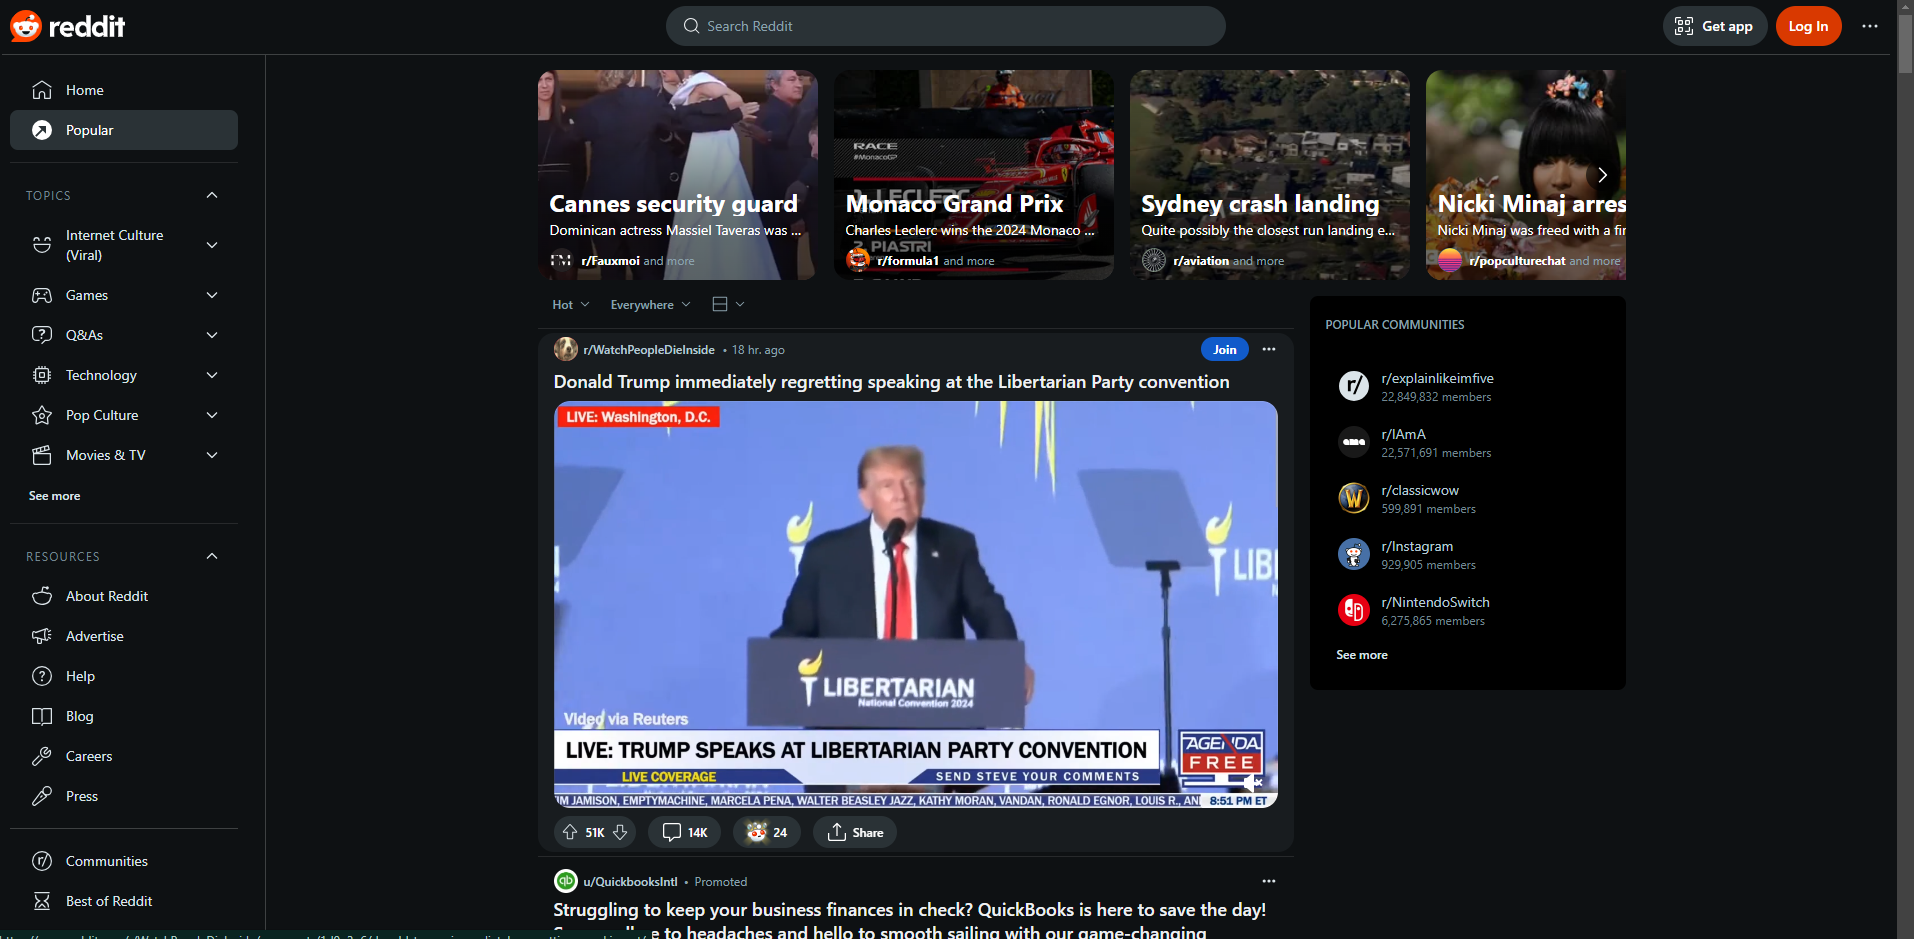 reddit
Search Reddit
Get app
Log In
Home
Popular
TOPICS
Internet Culture
(Viral)
Games
Q&As
Technology
Pop Culture
Movies & TV
See more
RESOURCES
About Reddit
Advertise
Help
Blog
Careers
Press
Communities
Best of Reddit
Cannes security guard
Dominican actress Massiel Taveras was ...
r/Fauxmoi and more
RACE
#MonacoGP
1. LECLERC
Monaco Grand Prix
Charles Leclerc wins the 2024 Monaco ...
2. PIASTRI
r/formula1 and more
Sydney crash landing
Quite possibly the closest run landing e...
r/aviation and more
Nicki Minaj arres
Nicki Minaj was freed with a fir
r/popculturechat and more
Hot
Everywhere
r/WatchPeopleDieInside • 18 hr. ago
Join
Donald Trump immediately regretting speaking at the Libertarian Party convention
LIVE: Washington, D.C.
LIB
LIBERTARIAN
National Convention 2024
Video via Reuters
LIVE: TRUMP SPEAKS AT LIBERTARIAN PARTY CONVENTION
AGENDA
FREE
LIVE COVERAGE
SEND STEVE YOUR COMMENTS
IM JAMISON, EMPTYMACHINE, MARCELA PENA, WALTER BEASLEY JAZZ, KATHY MORAN, VANDAN, RONALD EGNOR, LOUIS R., AN
8:51 PM ET
51K
14K
24
Share
u/QuickbooksIntl • Promoted
Struggling to keep your business finances in check? QuickBooks is here to save the day!
to headaches and hello to smooth sailing with our game-changing
POPULAR COMMUNITIES
r/explainlikeimfive
22,849,832 members
r/IAmA
22,571,691 members
r/classicwow
599,891 members
r/Instagram
929,905 members
r/NintendoSwitch
6,275,865 members
See more